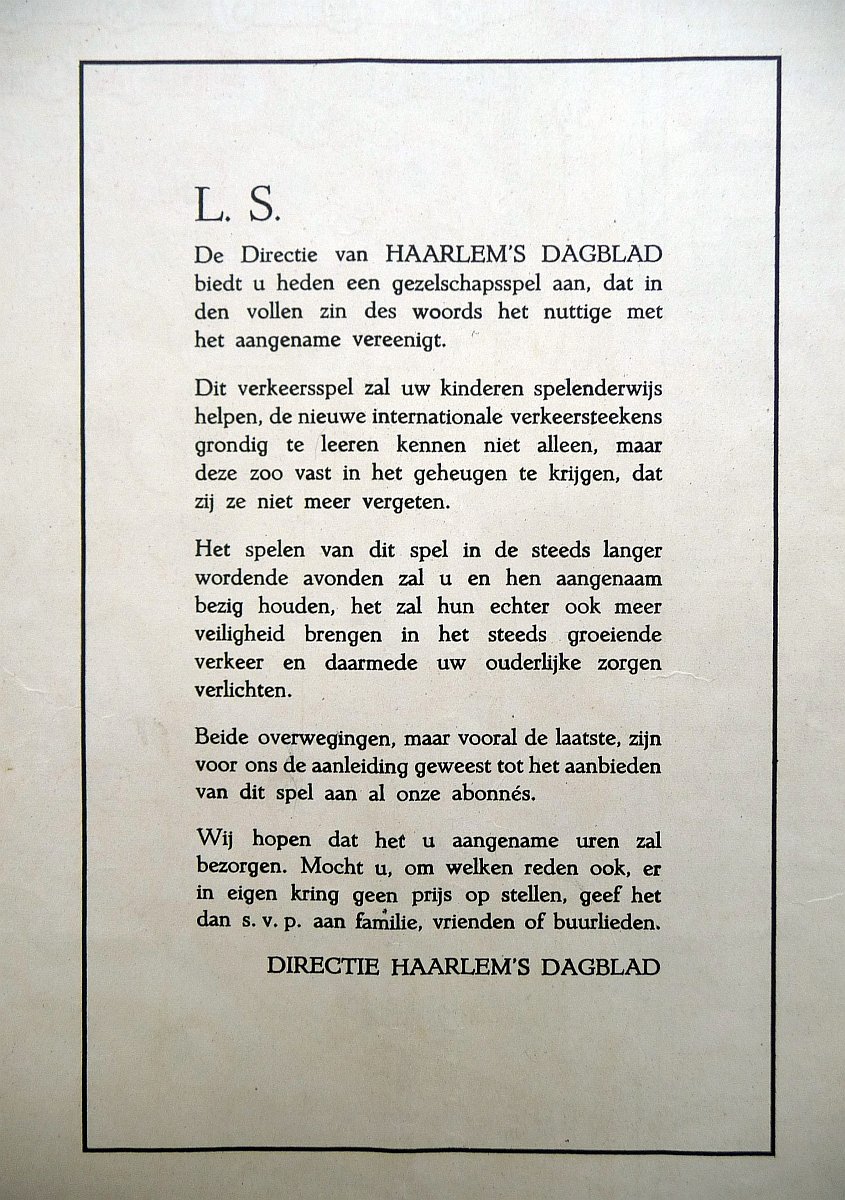 L. S.
De Directie van HAARLEM'S DAGBLAD
biedt u heden een gezelschapsspel aan, dat in
den vollen zin des woords het nuttige met
het aangename vereenigt.
Dit verkeersspel zal uw kinderen spelenderwijs
helpen, de nieuwe internationale verkeersteekens
grondig te leeren kennen niet alleen, maar
deze zoo vast in het geheugen te krijgen, dat
zij ze niet meer vergeten.
Het spelen van dit spel in de steeds langer
wordende avonden zal u en hen aangenaam
bezig houden, het zal hun echter ook meer
veiligheid brengen in het steeds groeiende
verkeer en daarmede uw ouderlijke zorgen
verlichten.
Beide overwegingen, maar vooral de laatste, zijn
voor ons de aanleiding geweest tot het aanbieden
van dit spel aan al onze abonnés.
Wij hopen dat het u aangename uren zal
bezorgen. Mocht u, om welken reden ook, er
in eigen kring geen prijs op stellen, geef het
dan s. v. p. aan familie, vrienden of buurlieden.
DIRECTIE HAARLEM'S DAGBLAD